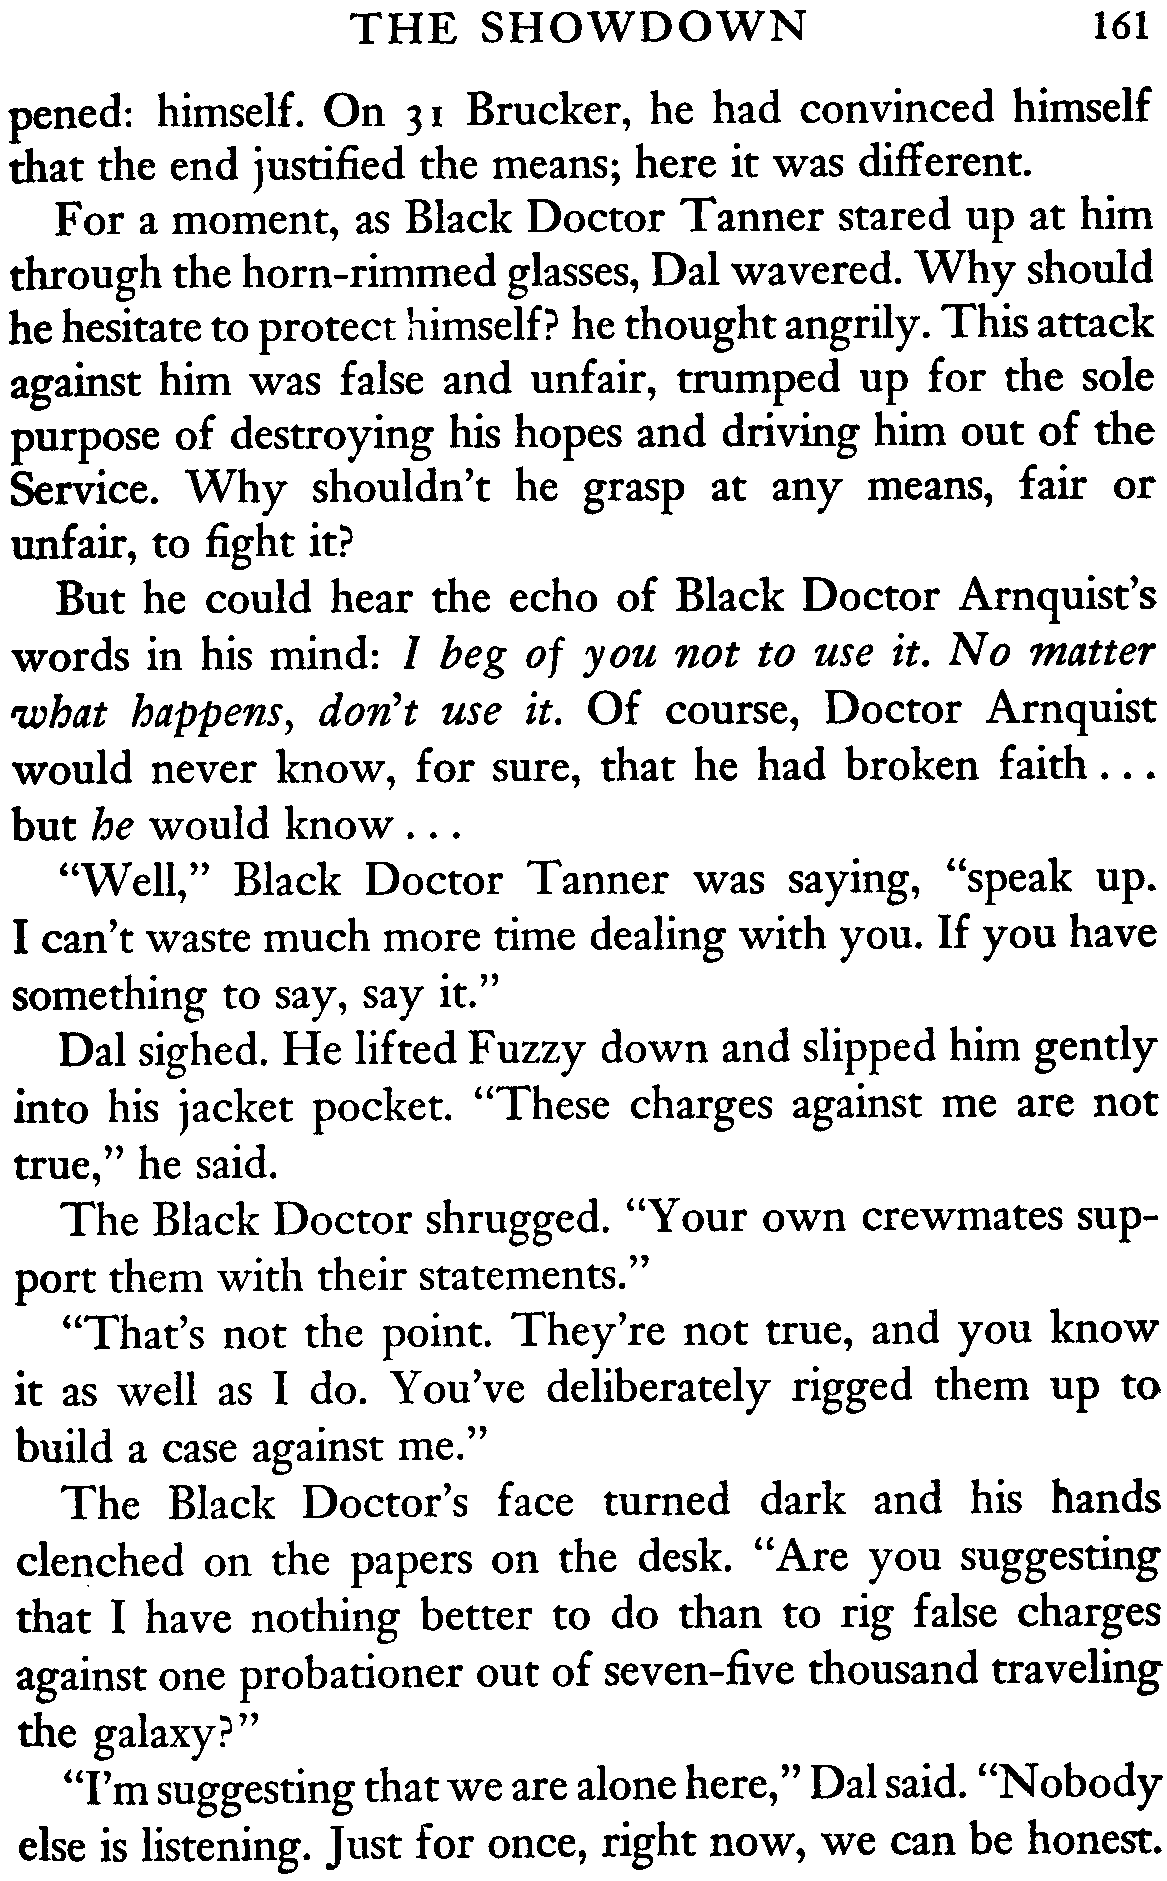 THE SHOWDOWN 161
pened: himself. On 31 Brucker, he had convinced himself
that the end justified the means; here it was different.
For a moment, as Black Doctor Tanner stared up at him
through the horn-rimmed glasses, Dal wavered. Why should
he hesitate to protect himself? he thought angrily. This attack
against him was false and unfair, trumped up for the sole
purpose of destroying his hopes and driving him out of the
Service. Why shouldn't he grasp at any means, fair or
unfair, to fight it?
But he could hear the echo of Black Doctor Arnquist's
words in his mind: I beg of you not to use it. No matter
what happens, don't use it. Of course, Doctor Arnquist
would never know, for sure, that he had broken faith ...
but he would know ...
“Well,” Black Doctor Tanner was saying, “speak up.
I can't waste much more time dealing with you. If you have
something to say, say it.”
Dal sighed. He lifted Fuzzy down and slipped him gently
into his jacket pocket. “These charges against me are not
true,” he said.
The Black Doctor shrugged. “Your own crewmates sup-
port them with their statements.”
“That's not the point. They're not true, and you know
it as well as I do. You've deliberately rigged them up to
build a case against me.”
The Black Doctor's face turned dark and his hands
clenched on the papers on the desk. “Are you suggesting
that I have nothing better to do than to rig false charges
against one probationer out of seven-five thousand traveling
the galaxy?”
“I'm suggesting that we are alone here,” Dal said. “Nobody
else is listening. Just for once, right now, we can be honest.